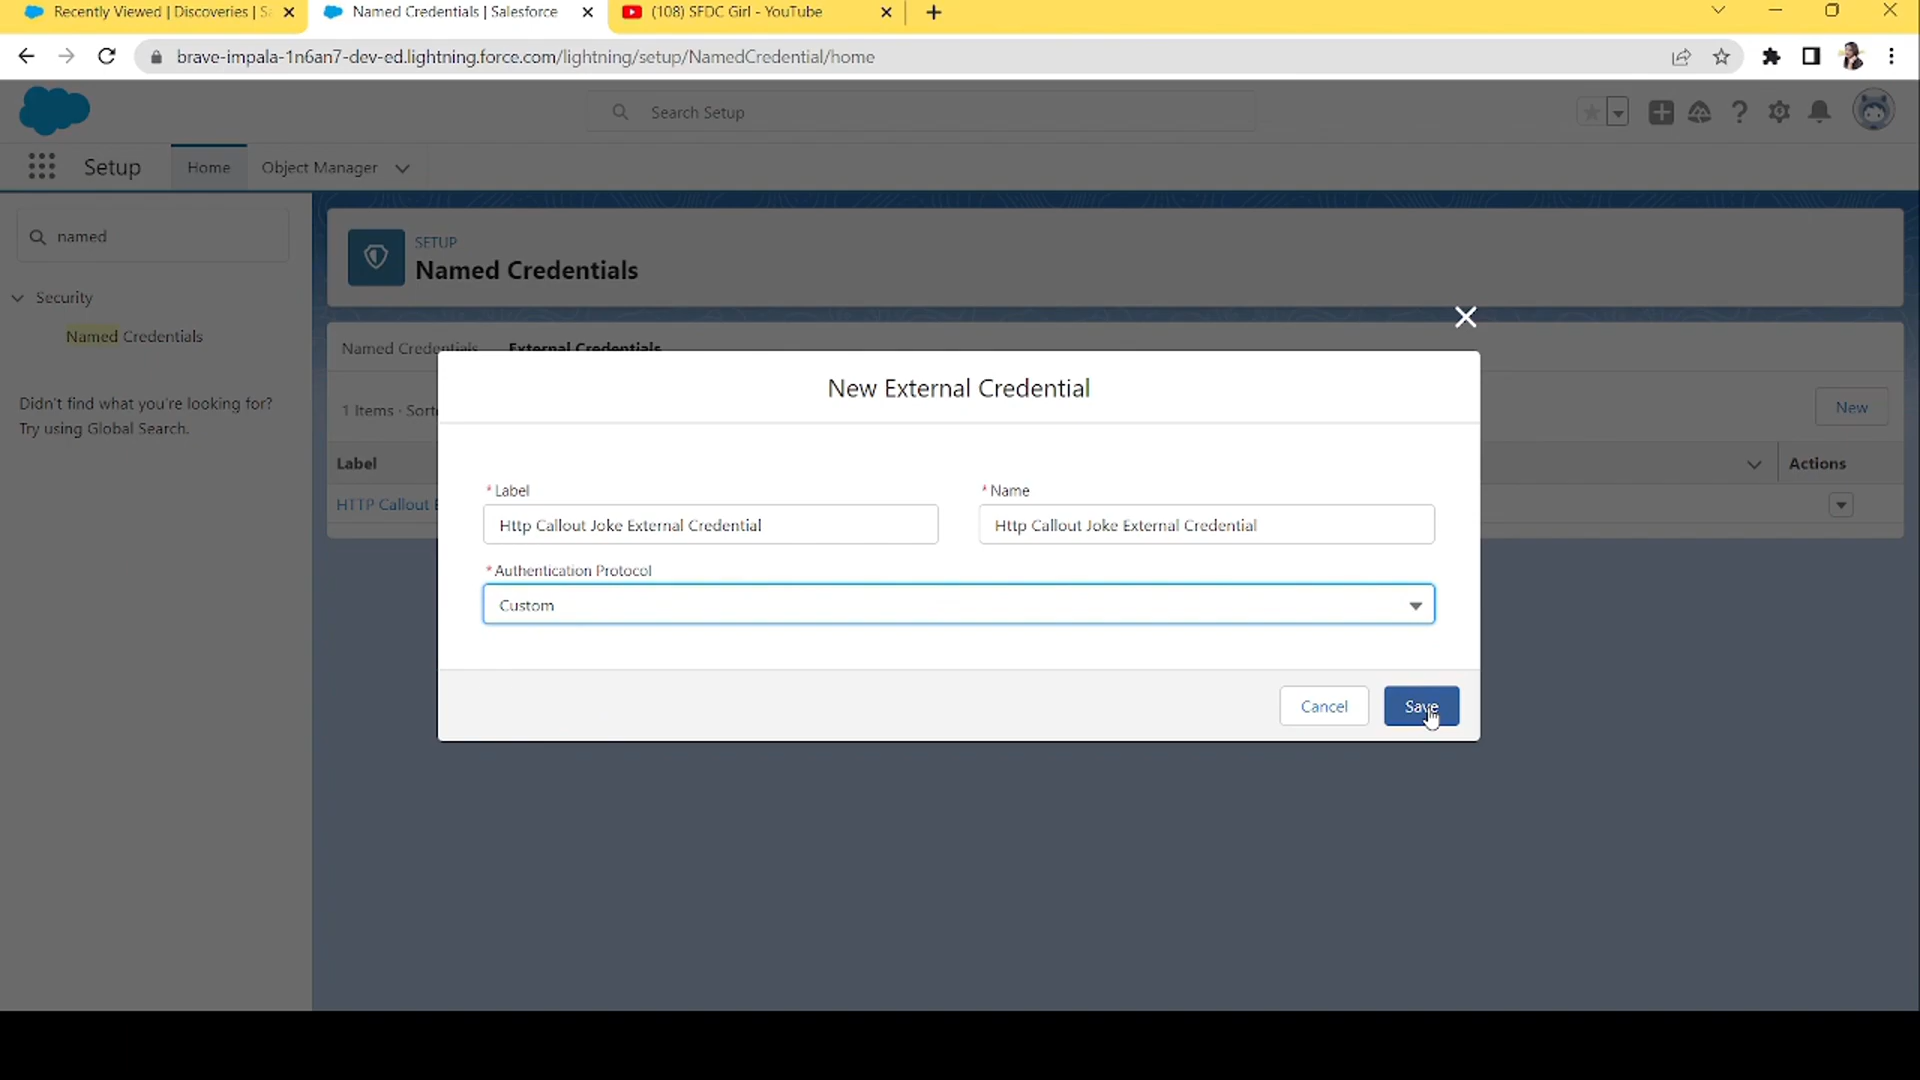 Recently Viewed | Discoveries | S
Named Credentials | Salesforce
(108) SFDC Girl - YouTube
brave-impala-1n6an7-dev-ed.lightning.force.com/lightning/setup/NamedCredential/home
Search Setup
Setup
Home
Object Manager
named
Security
Named Credentials
Didn't find what you're looking for?
Try using Global Search.
SETUP
Named Credentials
Named Credentials
External Credentials
1 Items · Sort
New
Label
Actions
HTTP Callout
New External Credential
*Label
*Name
Http Callout Joke External Credential
Http Callout Joke External Credential
*Authentication Protocol
Custom
Cancel
Save